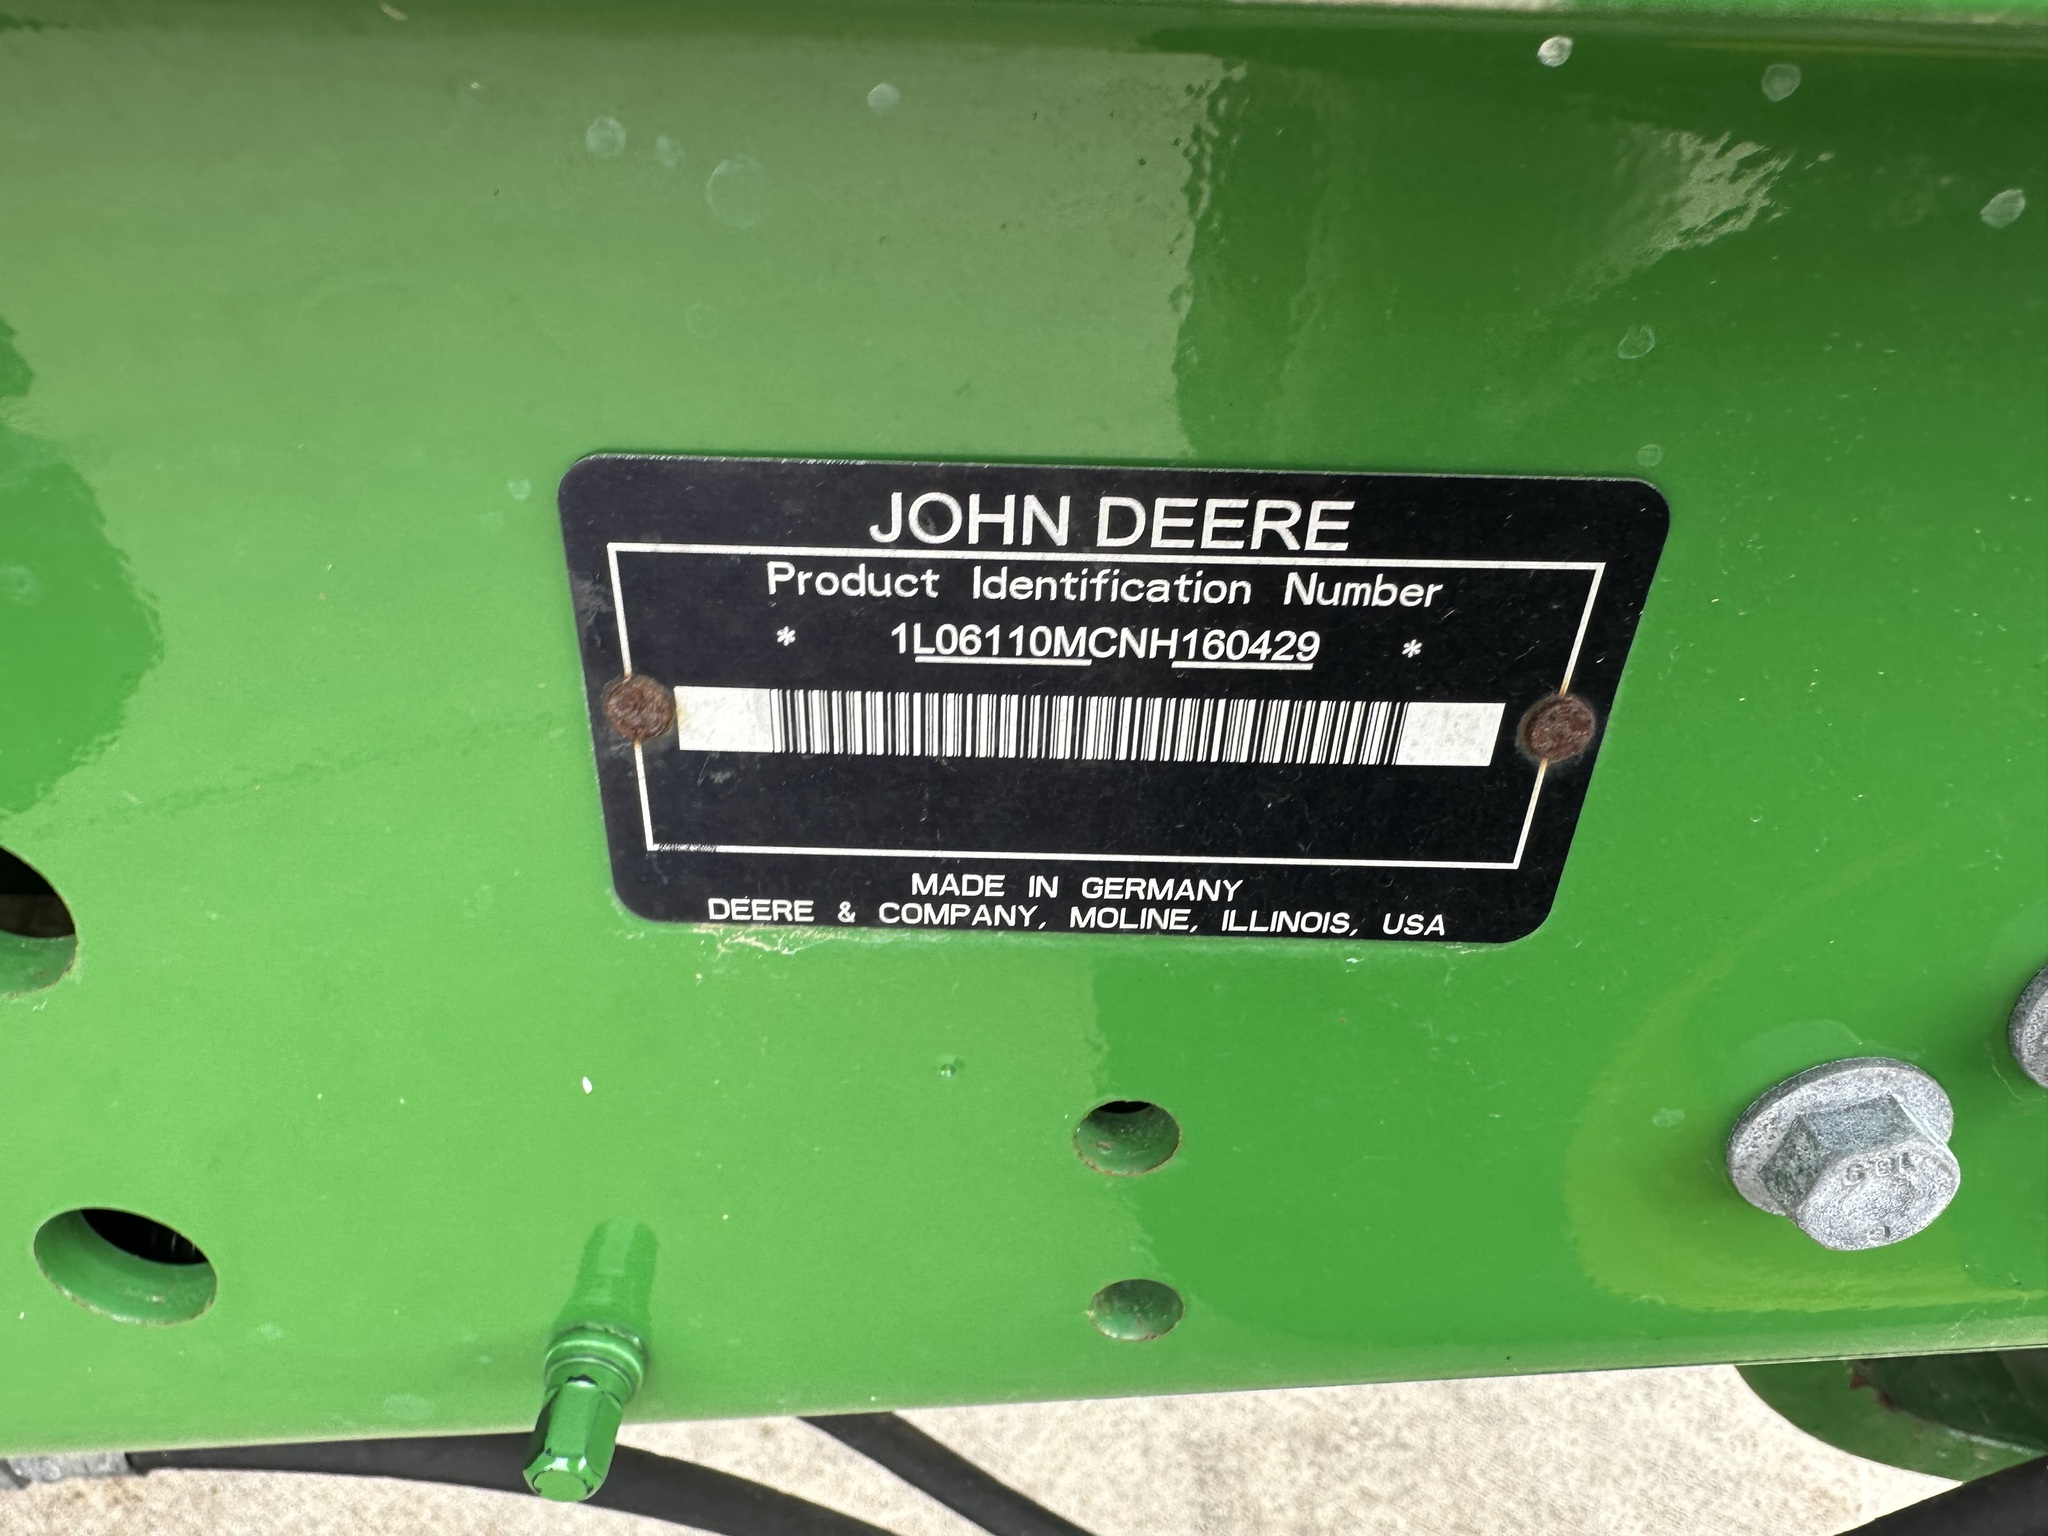 JOHN DEERE
Product Identification Number
* 1L06110MCNH160429 *
MADE IN GERMANY
DEERE & COMPANY, MOLINE, ILLINOIS, USA